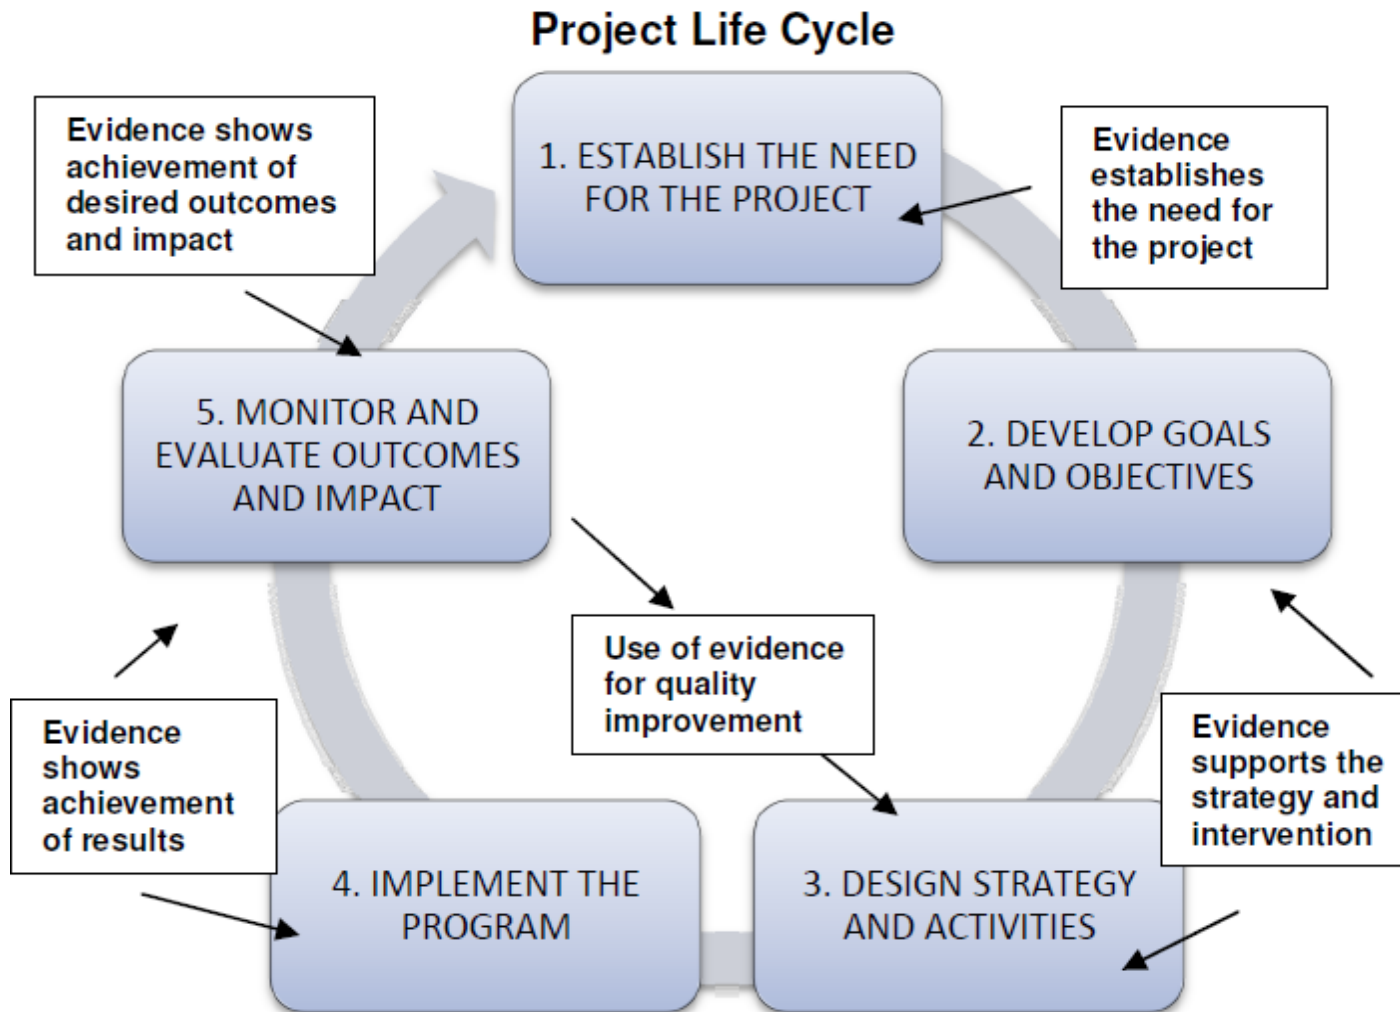 Project Life Cycle
Evidence shows
achievement of
desired outcomes
and impact
1. ESTABLISH THE NEED
FOR THE PROJECT
Evidence
establishes
the need for
the project
5. MONITOR AND
EVALUATE OUTCOMES
AND IMPACT
2. DEVELOP GOALS
AND OBJECTIVES
Use of evidence
for quality
improvement
Evidence
shows
achievement
of results
Evidence
supports the
strategy and
intervention
4. IMPLEMENT THE
PROGRAM
3. DESIGN STRATEGY
AND ACTIVITIES